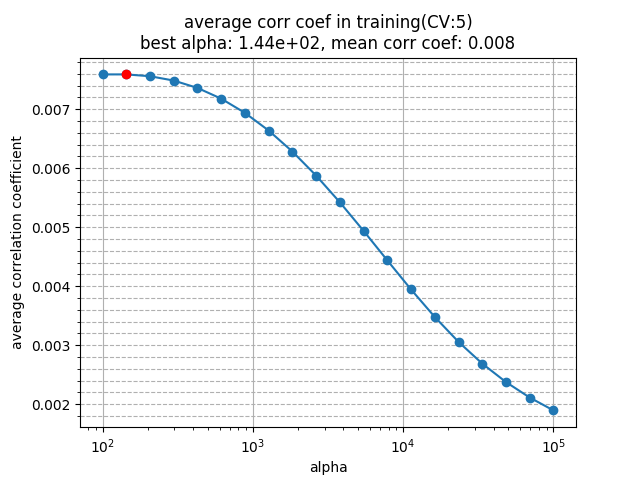 average corr coef in training(CV:5)
best alpha: 1.44e+02, mean corr coef: 0.008
average correlation coefficient
0.007
0.006
0.005
0.004
0.003
0.002
10²
10³
10⁴
10⁵
alpha